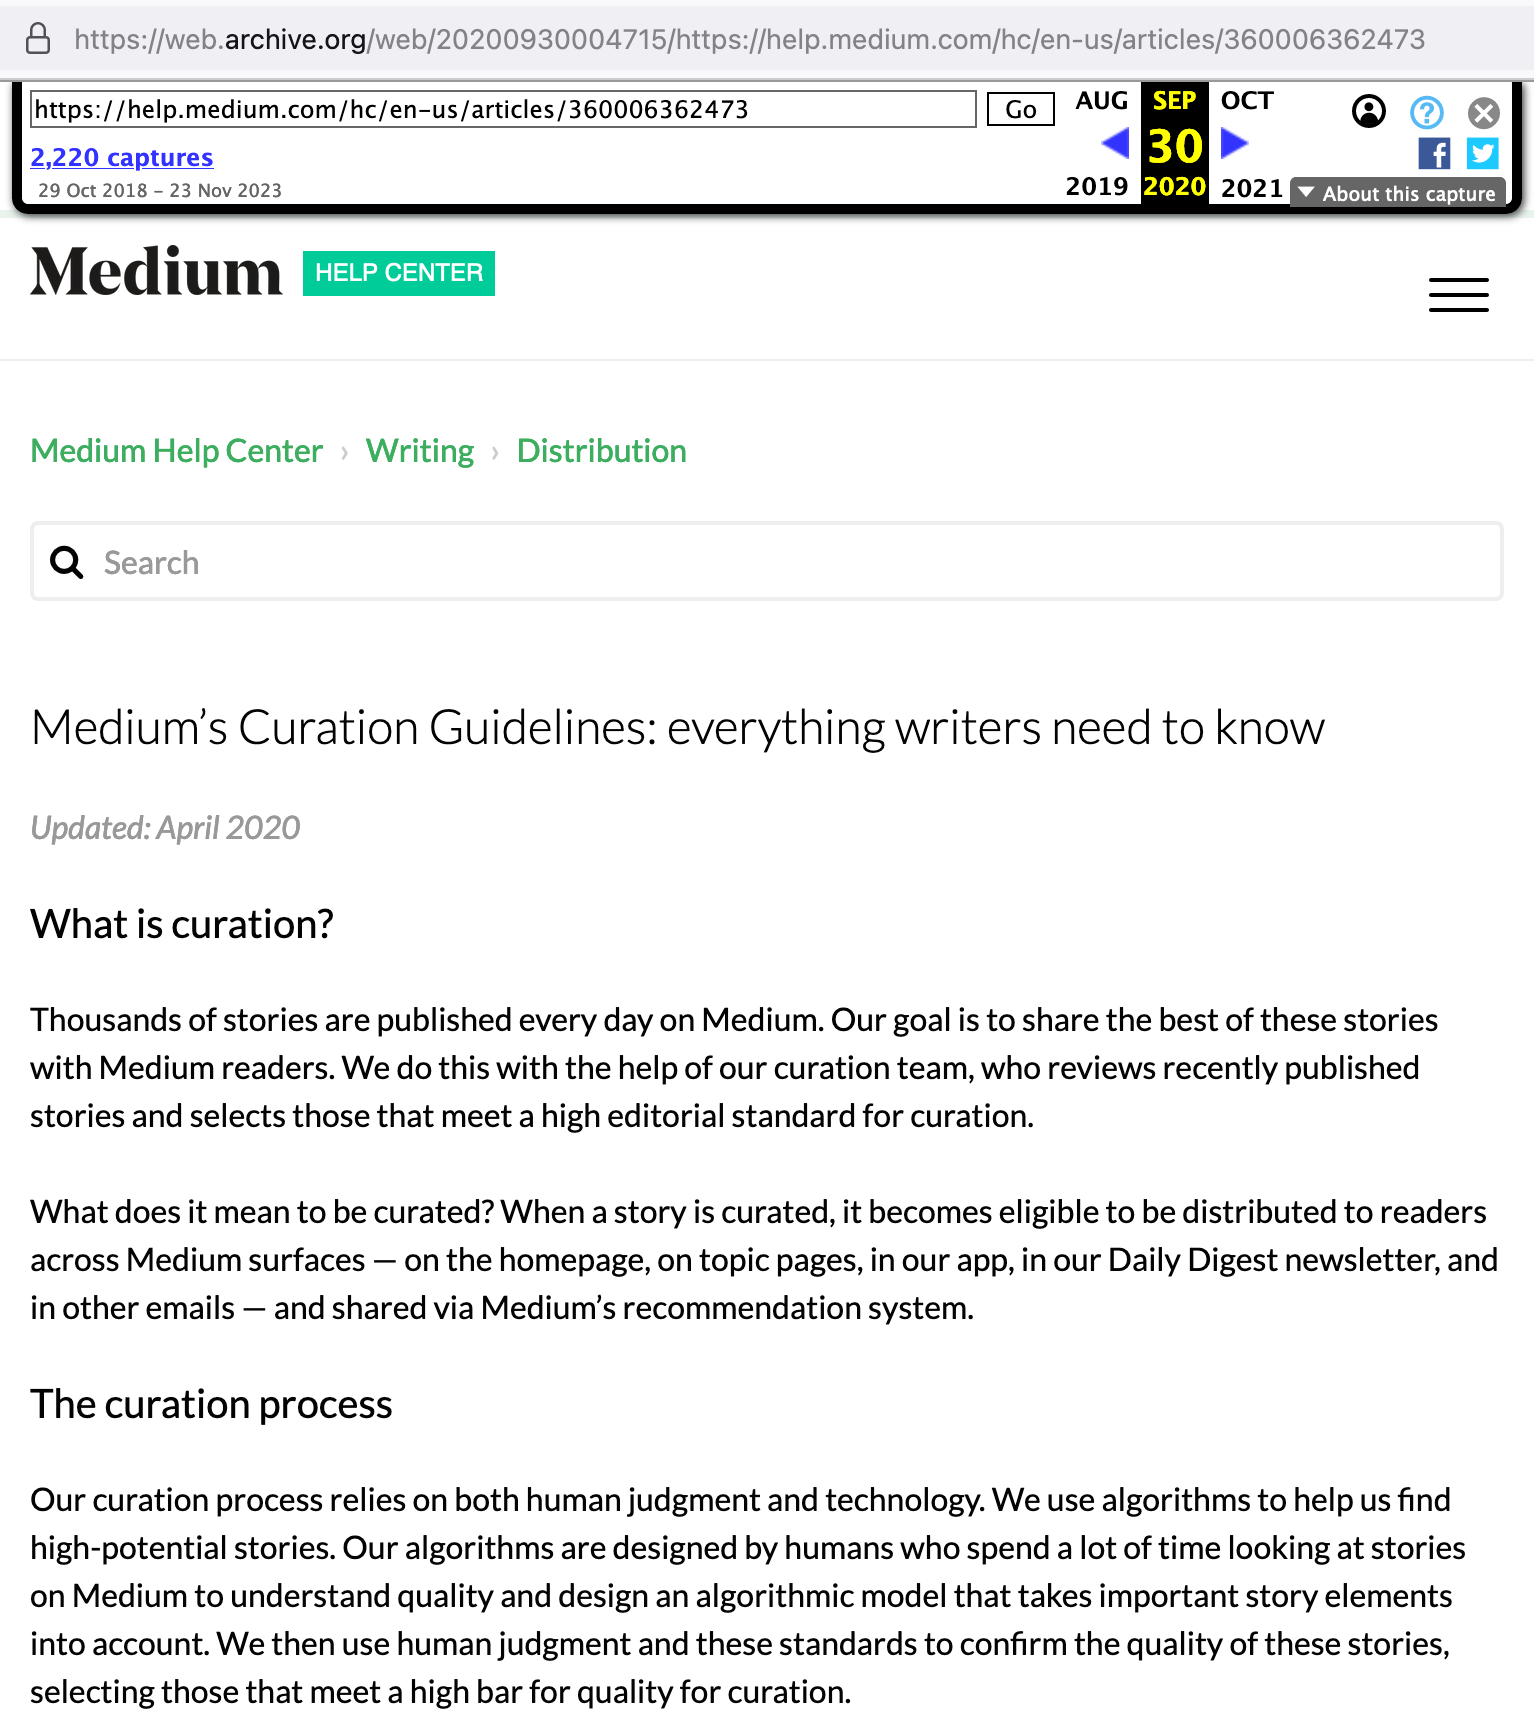 https://web.archive.org/web/20200930004715/https://help.medium.com/hc/en-us/articles/360006362473
https://help.medium.com/hc/en-us/articles/360006362473 Go AUG SEP OCT
30
2,220 captures
29 Oct 2018 – 23 Nov 2023 2019 2020 2021 About this capture
Medium HELP CENTER
Medium Help Center › Writing › Distribution
Search
Medium’s Curation Guidelines: everything writers need to know
Updated: April 2020
What is curation?
Thousands of stories are published every day on Medium. Our goal is to share the best of these stories
with Medium readers. We do this with the help of our curation team, who reviews recently published
stories and selects those that meet a high editorial standard for curation.
What does it mean to be curated? When a story is curated, it becomes eligible to be distributed to readers
across Medium surfaces — on the homepage, on topic pages, in our app, in our Daily Digest newsletter, and
in other emails — and shared via Medium’s recommendation system.
The curation process
Our curation process relies on both human judgment and technology. We use algorithms to help us find
high-potential stories. Our algorithms are designed by humans who spend a lot of time looking at stories
on Medium to understand quality and design an algorithmic model that takes important story elements
into account. We then use human judgment and these standards to confirm the quality of these stories,
selecting those that meet a high bar for quality for curation.